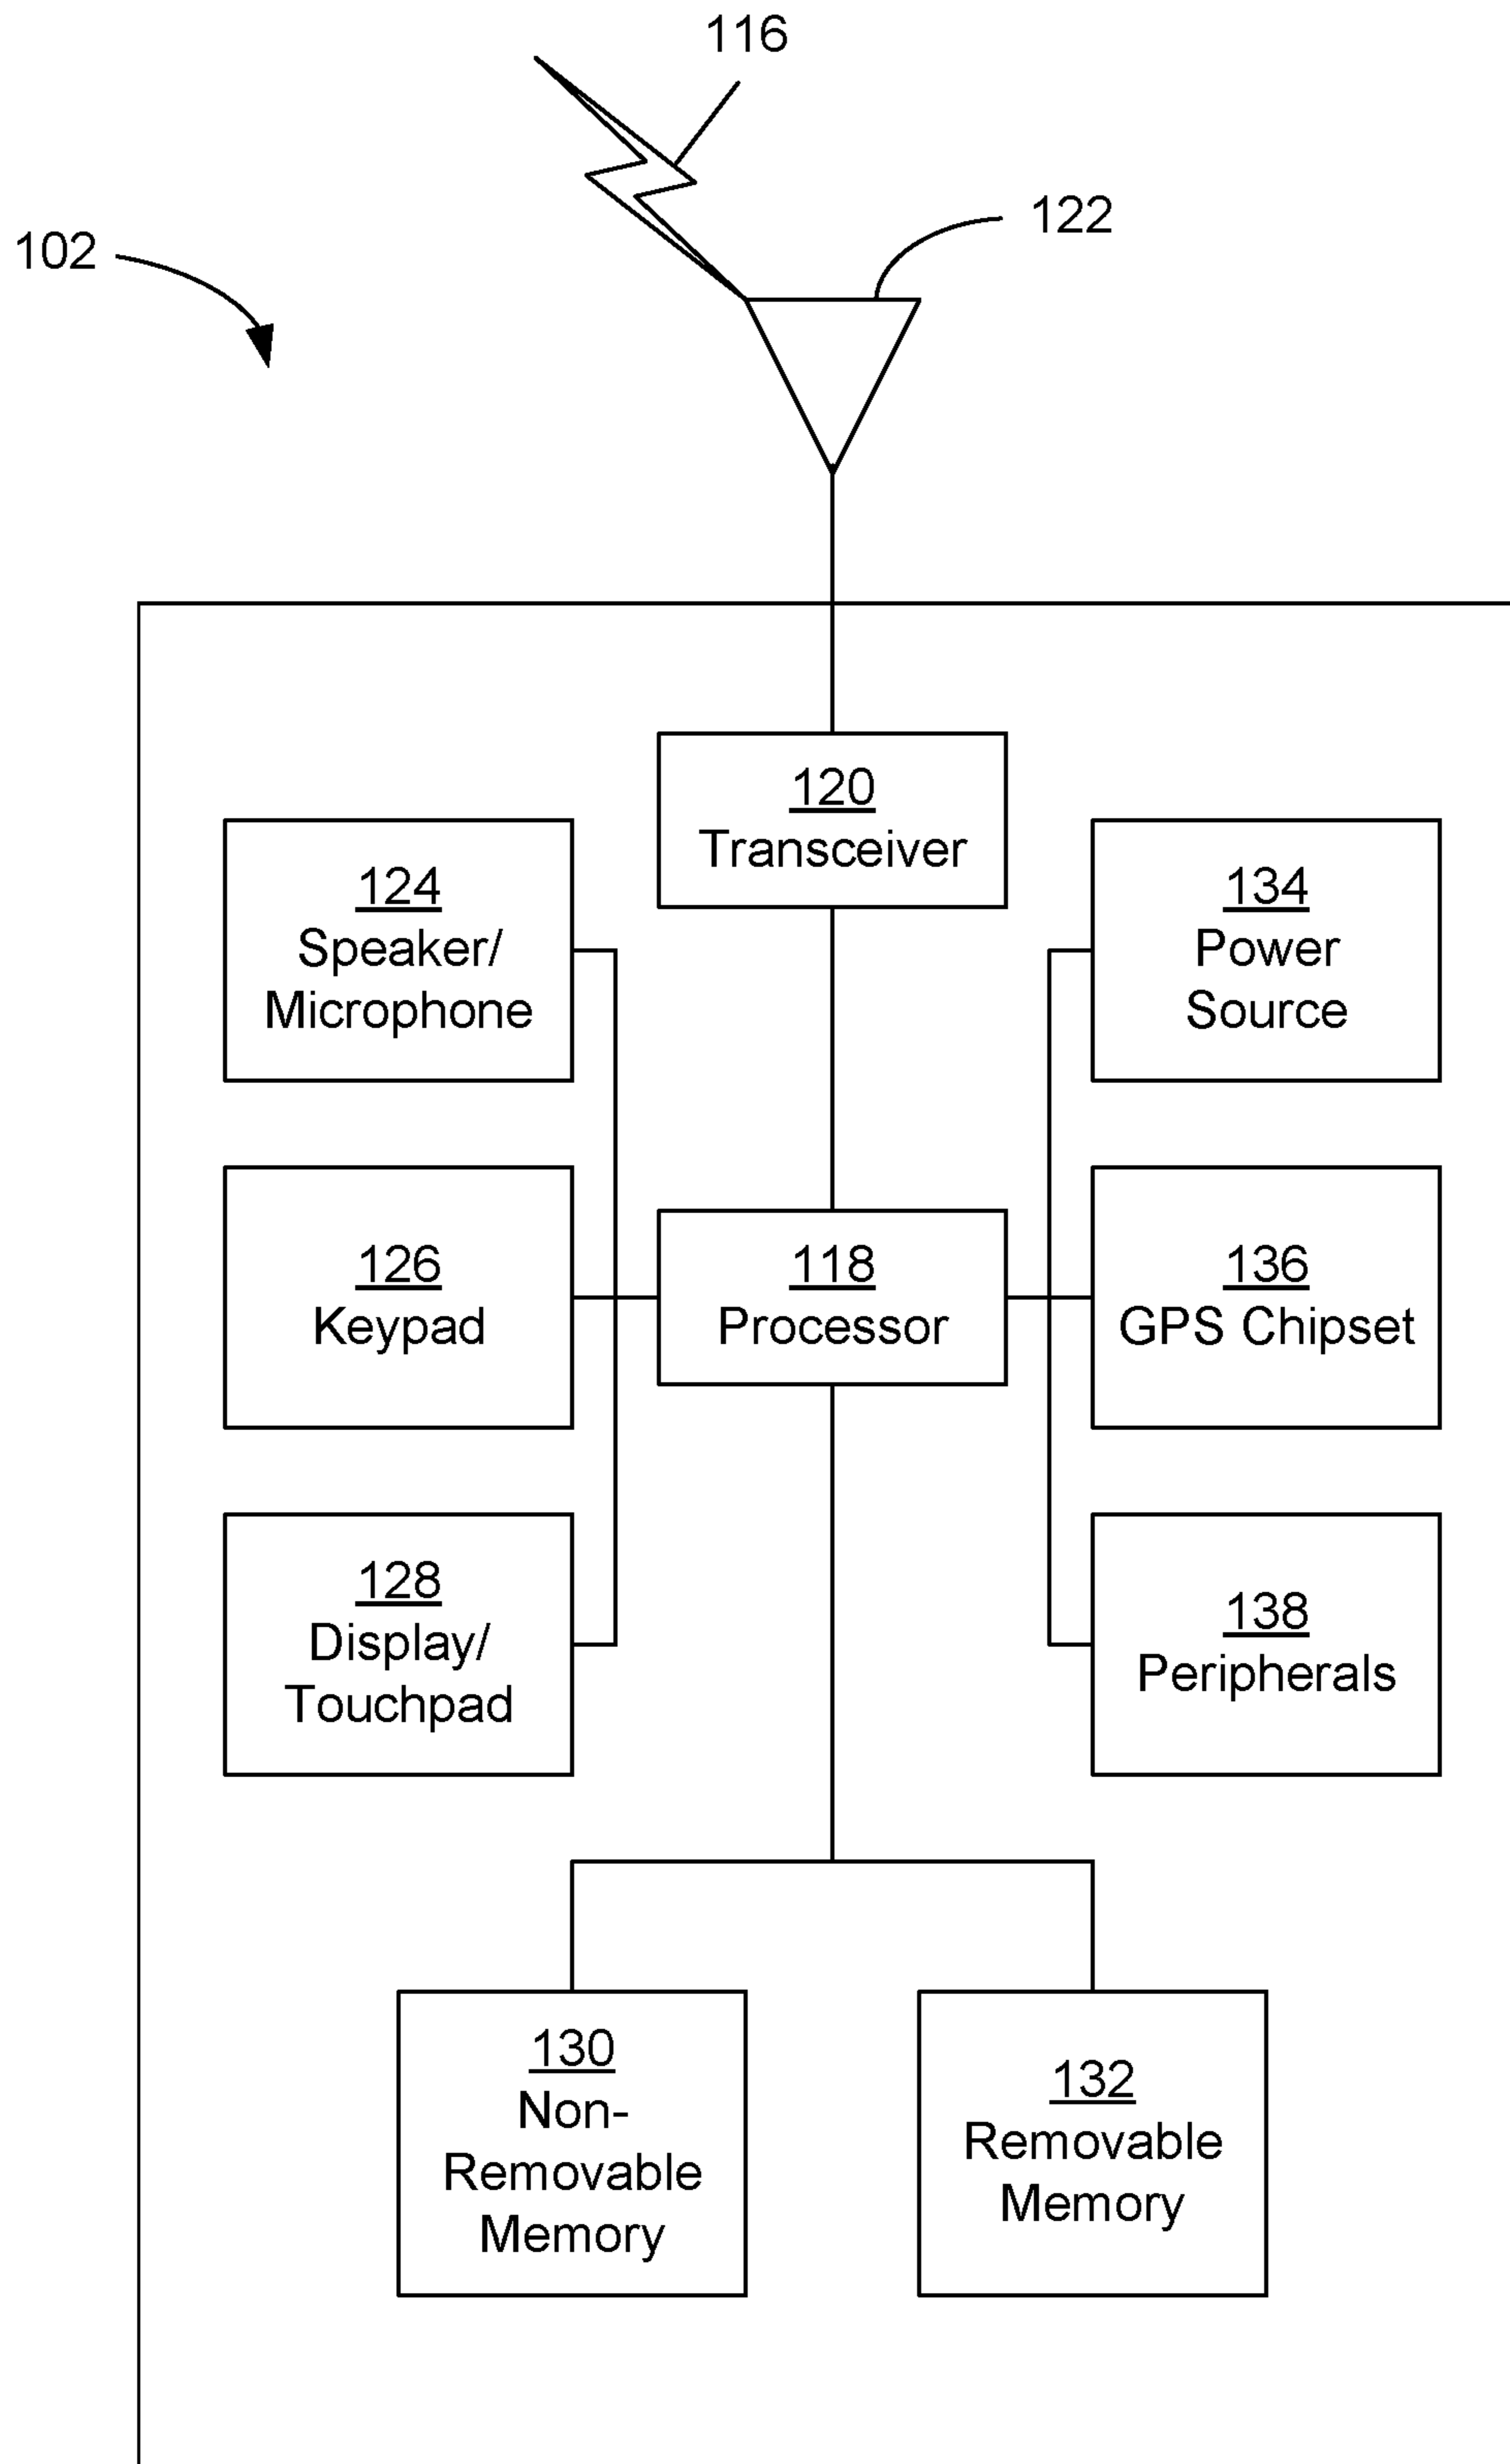 116
122
102
120
Transceiver
124
Speaker/
Microphone
134
Power
Source
126
Keypad
118
Processor
136
GPS Chipset
128
Display/
Touchpad
138
Peripherals
130
Non-
Removable
Memory
132
Removable
Memory